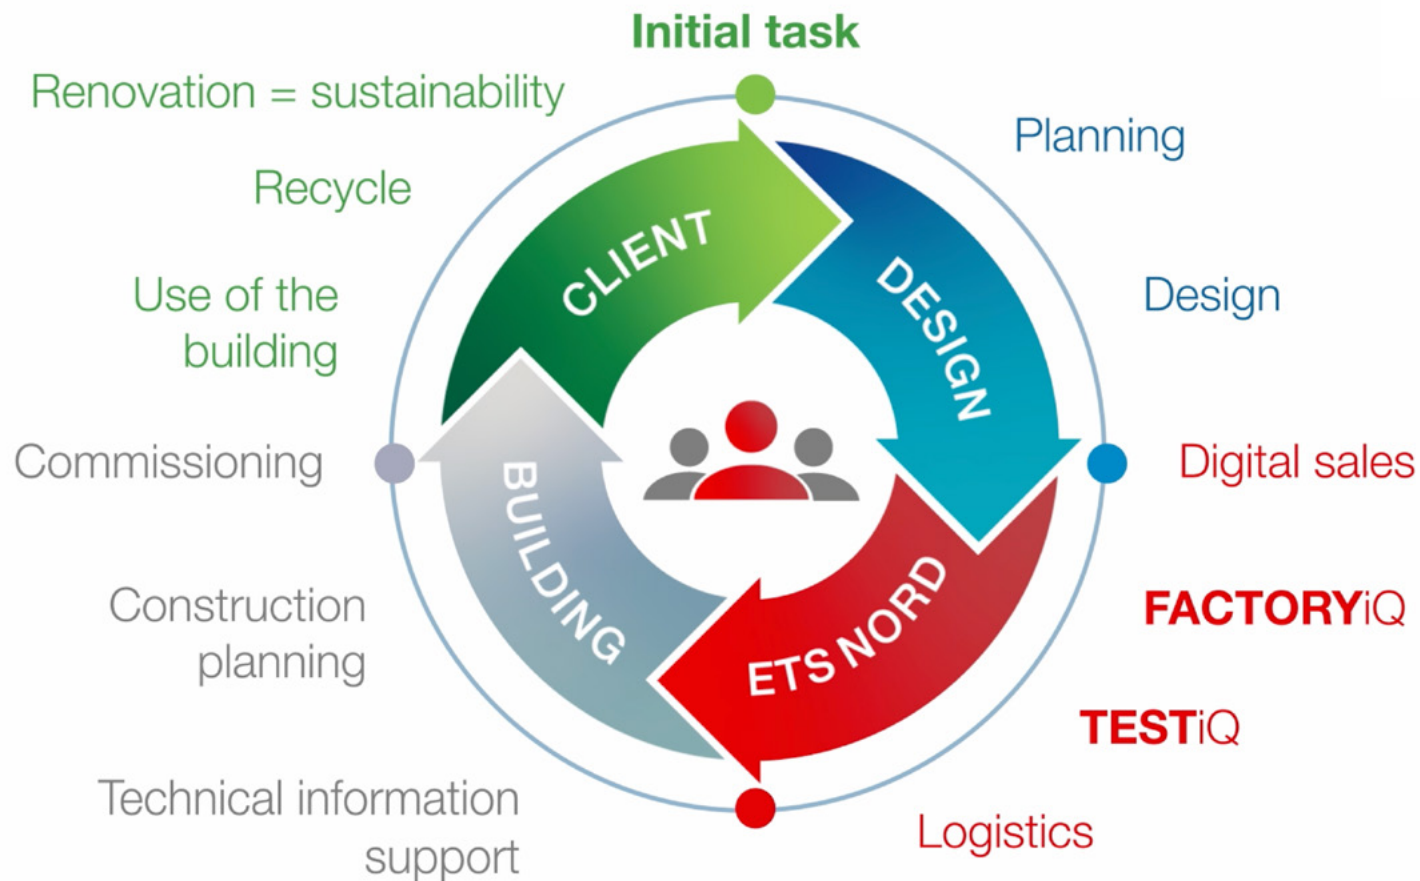 Initial task
Renovation = sustainability
Planning
Recycle
CLIENT
DESIGN
Use of the
building
Design
Commissioning
Digital sales
BUILDING
ETS NORD
Construction
planning
FACTORYiQ
TESTiQ
Technical information
support
Logistics